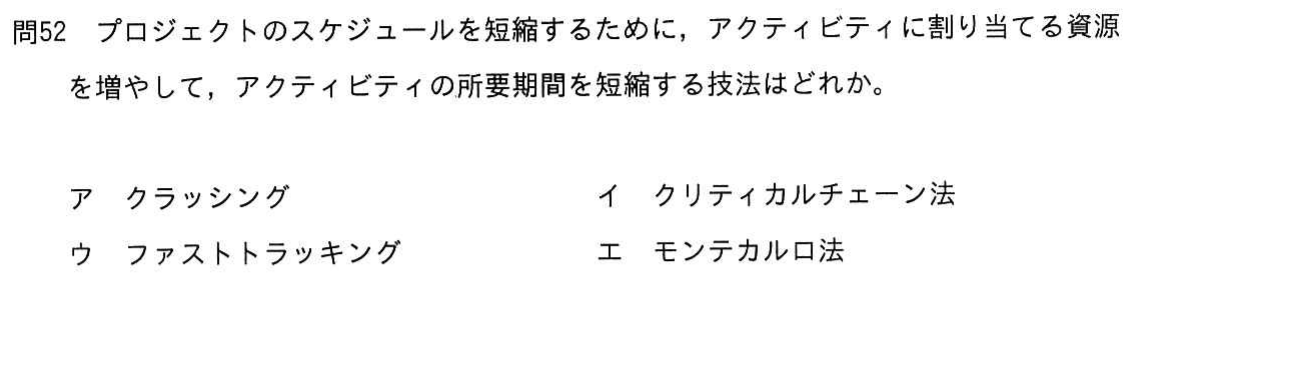 問52　プロジェクトのスケジュールを短縮するために，アクティビティに割り当てる資源
を増やして，アクティビティの所要期間を短縮する技法はどれか。
ア　クラッシング　イ　クリティカルチェーン法
ウ　ファストトラッキング　エ　モンテカルロ法